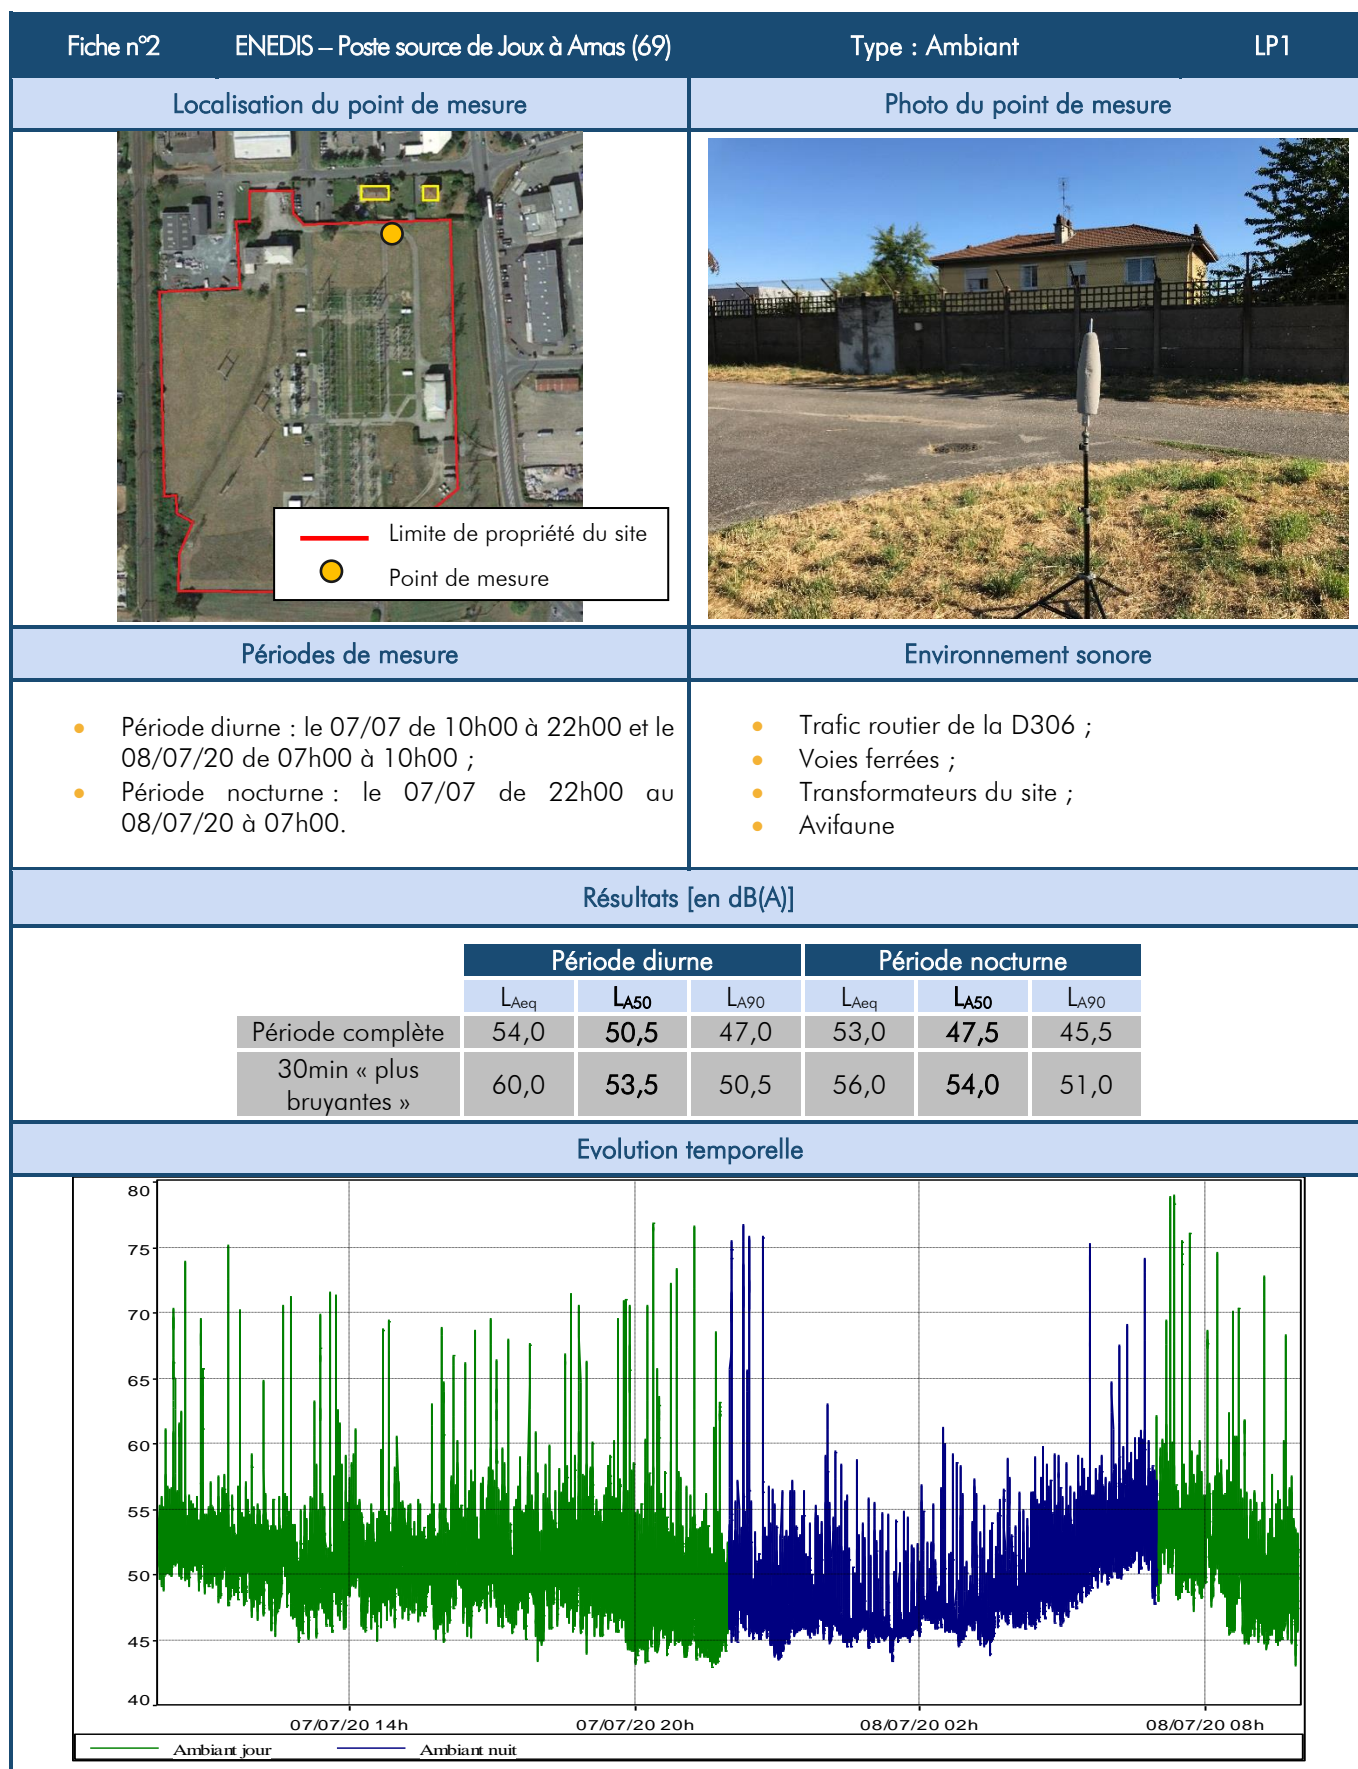 Fiche n°2 ENEDIS – Poste source de Joux à Arnas (69) Type : Ambiant LP1
Localisation du point de mesure
Photo du point de mesure
Limite de propriété du site
Point de mesure
Périodes de mesure
Environnement sonore
Période diurne : le 07/07 de 10h00 à 22h00 et le
08/07/20 de 07h00 à 10h00 ;
Période nocturne : le 07/07 de 22h00 au
08/07/20 à 07h00.
Trafic routier de la D306 ;
Voies ferrées ;
Transformateurs du site ;
Avifaune
Résultats [en dB(A)]
Période diurne Période nocturne
LAeq LA50 LA90 LAeq LA50 LA90
Période complète 54,0 50,5 47,0 53,0 47,5 45,5
30min « plus
bruyantes » 60,0 53,5 50,5 56,0 54,0 51,0
Evolution temporelle
80
75
70
65
60
55
50
45
40
07/07/20 14h 07/07/20 20h 08/07/20 02h 08/07/20 08h
Ambiant jour Ambiant nuit